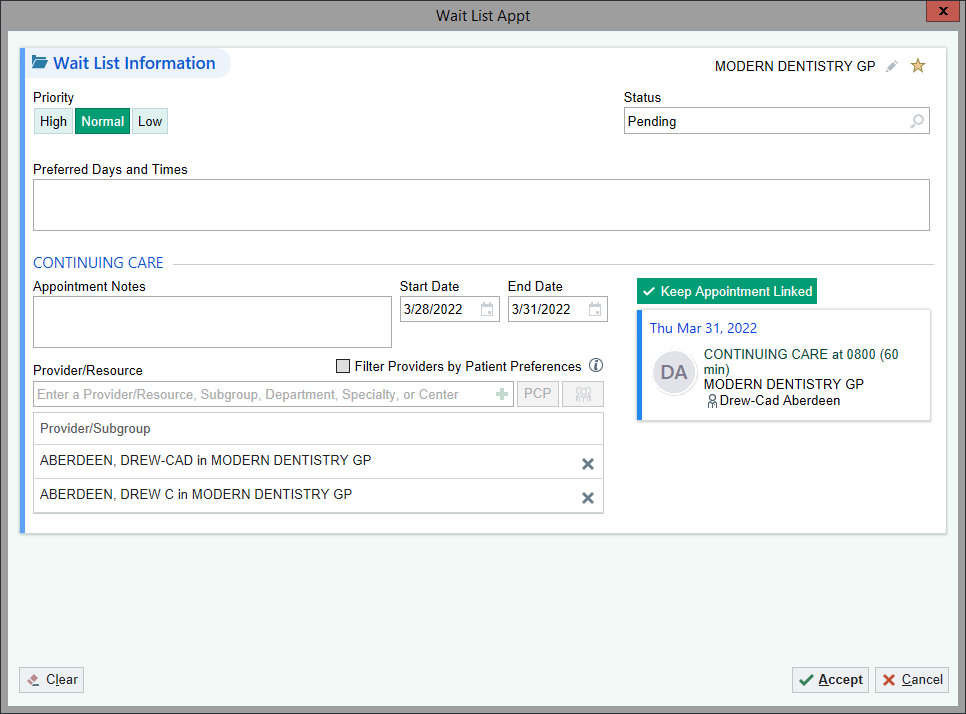 Wait List Appt
x
Wait List Information
MODERN DENTISTRY GP
Priority
Status
High Normal Low
Pending
Preferred Days and Times
CONTINUING CARE
Appointment Notes
Start Date
End Date
3/28/2022
3/31/2022
Keep Appointment Linked
Thu Mar 31, 2022
DA
CONTINUING CARE at 0800 (60
min)
MODERN DENTISTRY GP
Drew-Cad Aberdeen
Provider/Resource
Filter Providers by Patient Preferences
Enter a Provider/Resource, Subgroup, Department, Specialty, or Center
PCP
Provider/Subgroup
ABERDEEN, DREW-CAD in MODERN DENTISTRY GP
ABERDEEN, DREW C in MODERN DENTISTRY GP
Clear
Accept
Cancel